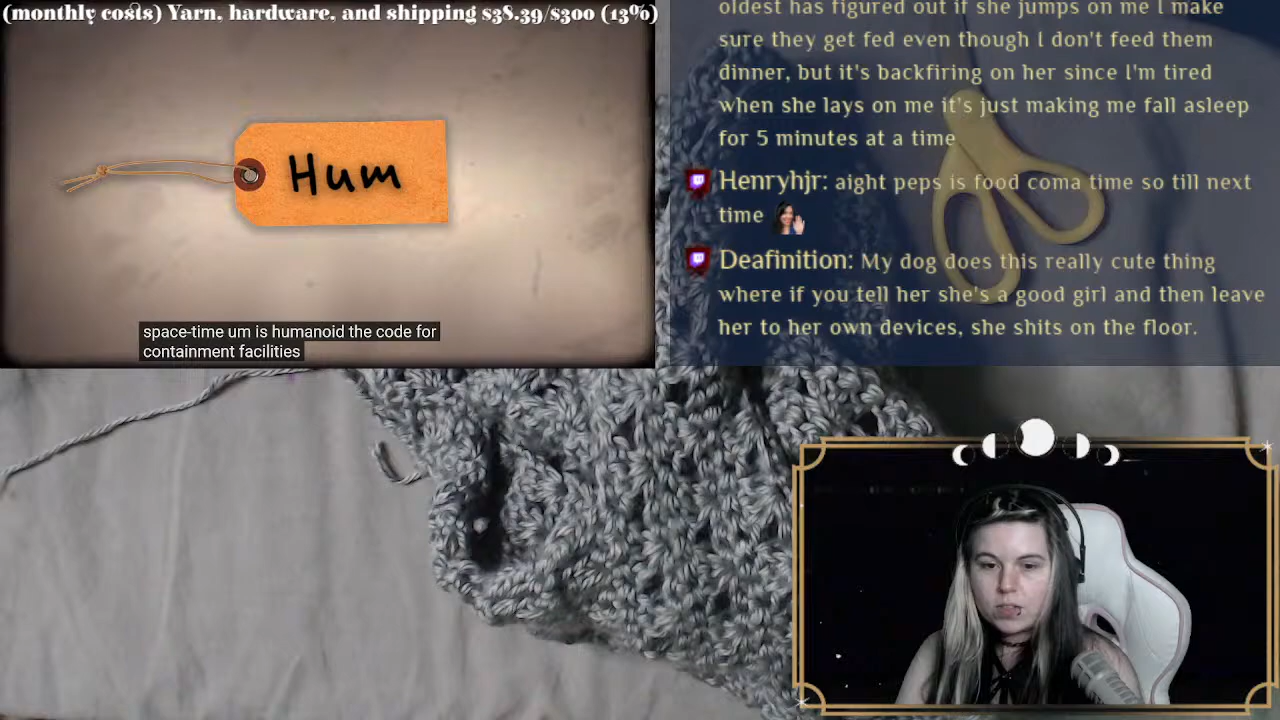 (monthly costs) Yarn, hardware, and shipping $38.39/$300 (13%)
Hum
space-time um is humanoid the code for
containment facilities
oldest has figured out if she jumps on me I make
sure they get fed even though I don't feed them
dinner, but it's backfiring on her since I'm tired
when she lays on me it's just making me fall asleep
for 5 minutes at a time
Henryhjr: aight peps is food coma time so till next
time
Deafinition: My dog does this really cute thing
where if you tell her she's a good girl and then leave
her to her own devices, she shits on the floor.